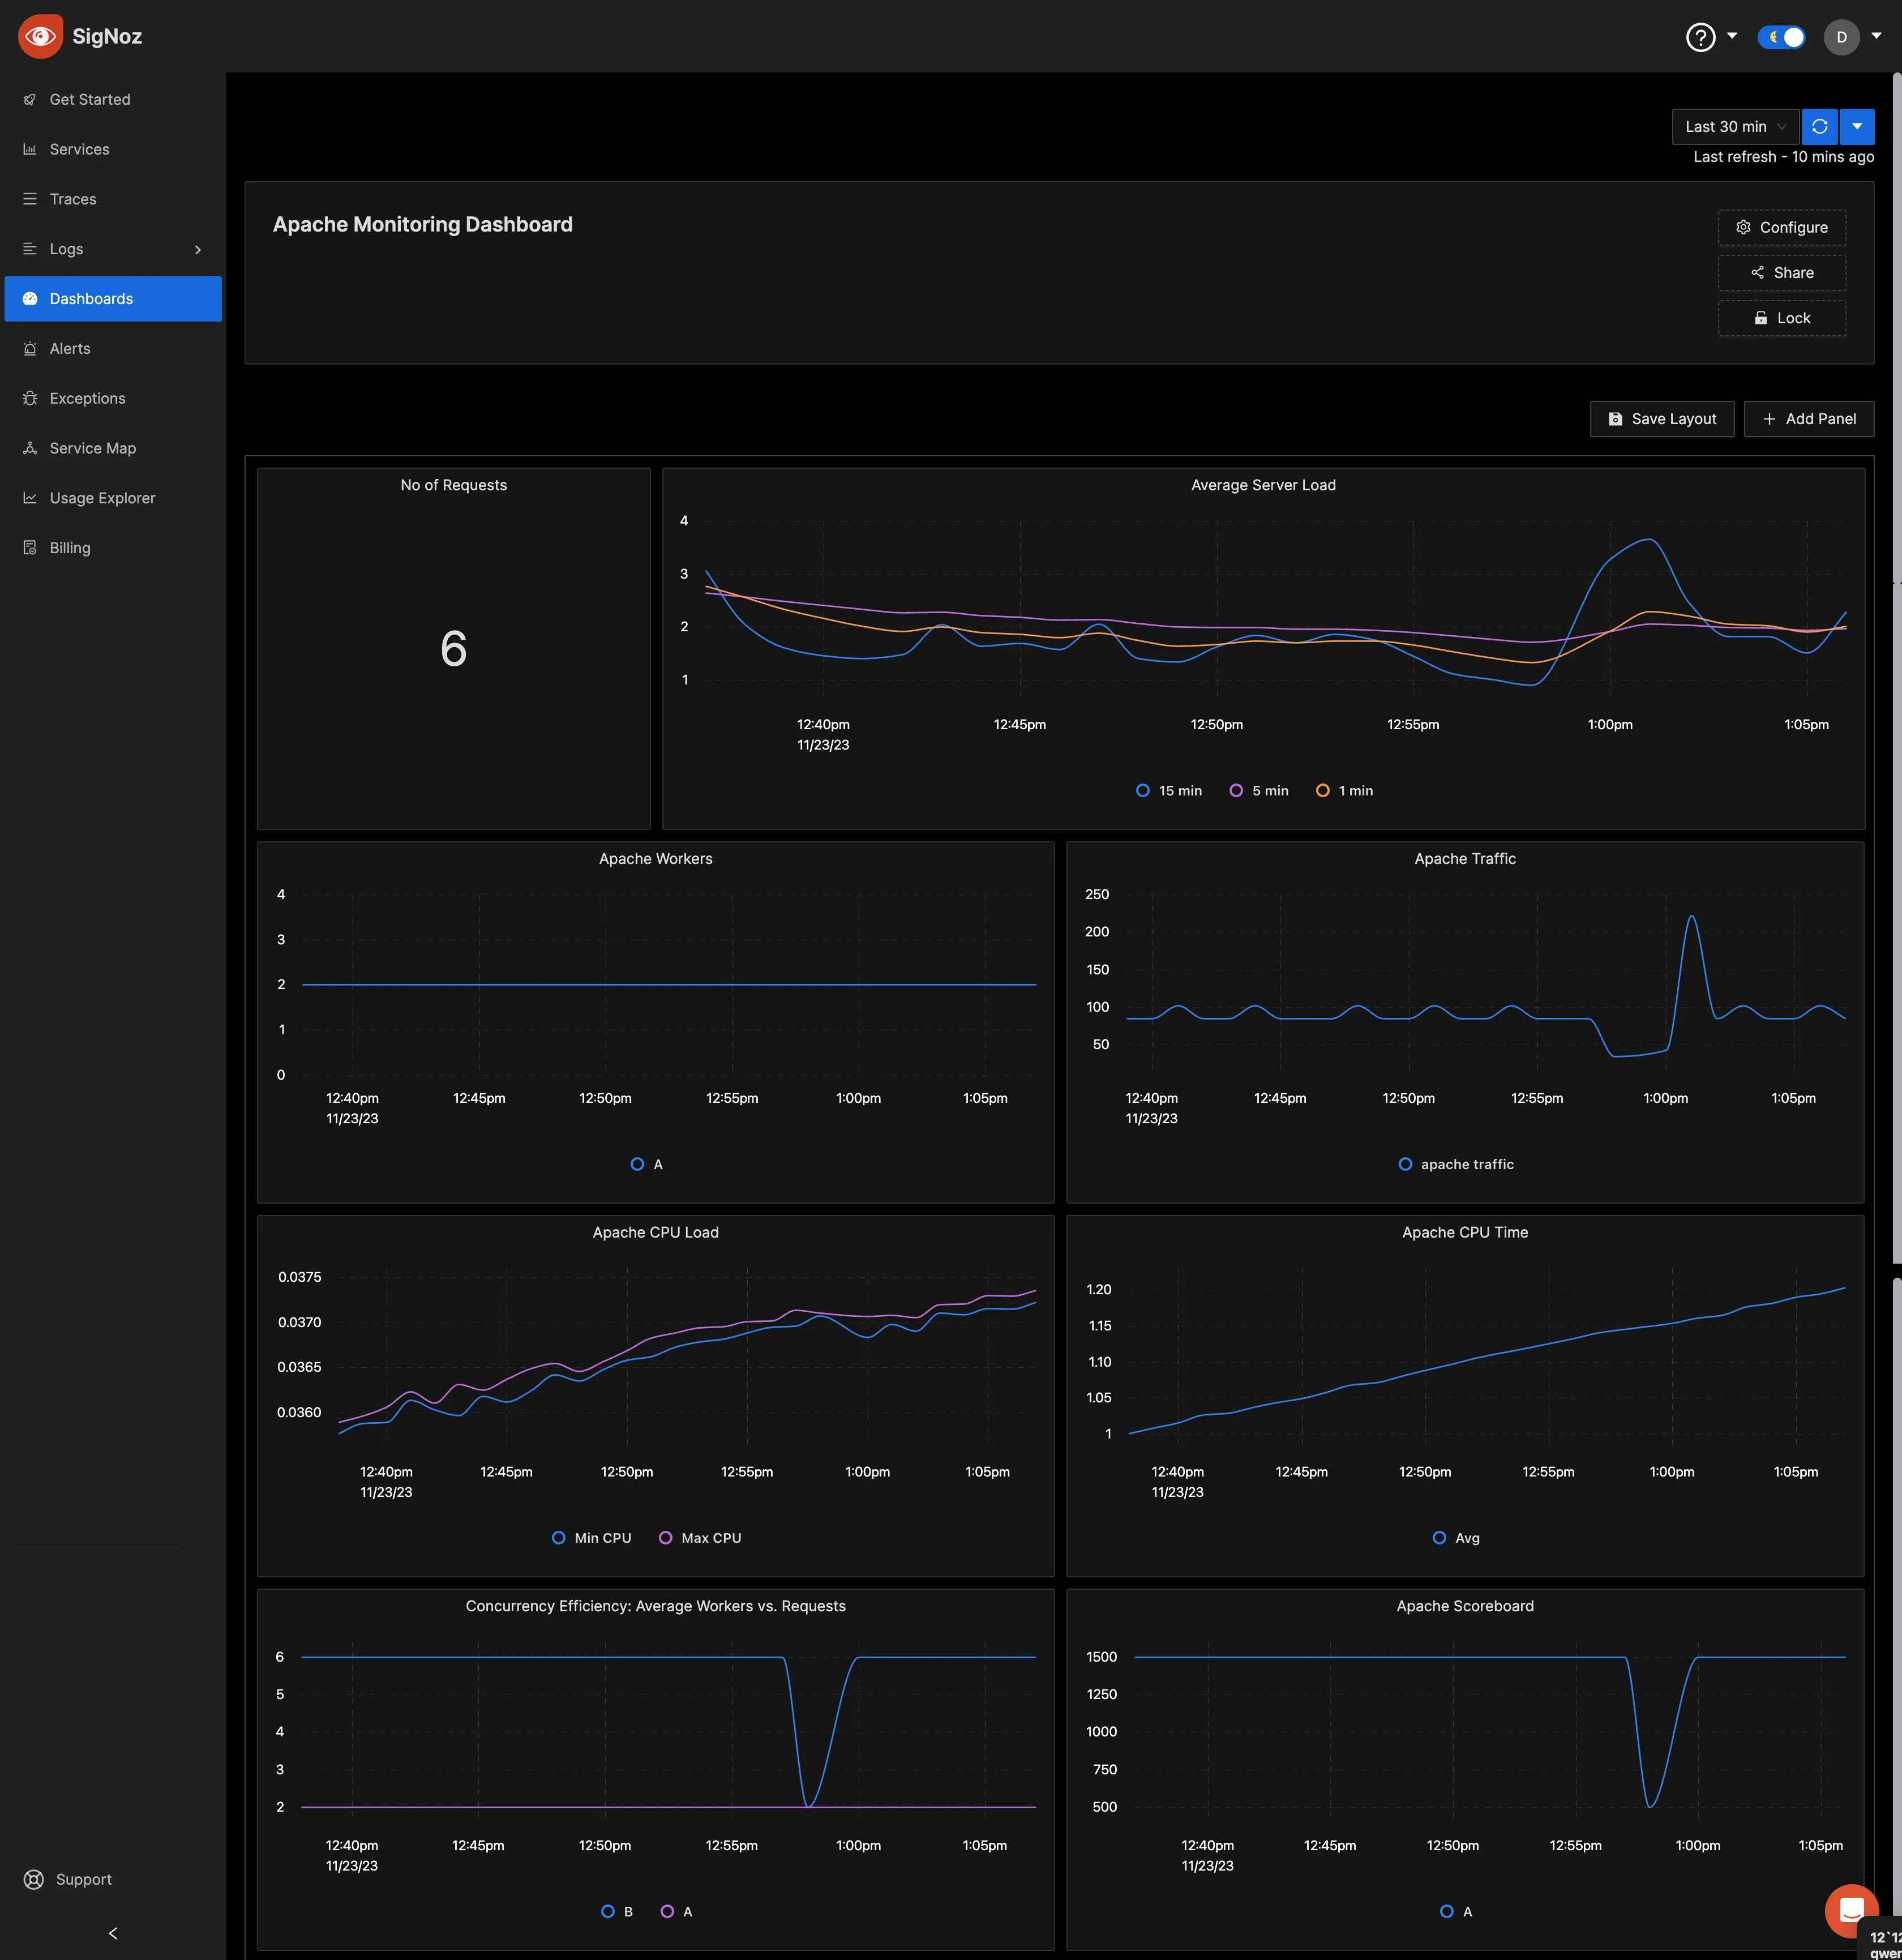 SigNoz
?
D
Get Started
Services
Traces
Logs
Dashboards
Alerts
Exceptions
Service Map
Usage Explorer
Billing
Support
Last 30 min
Last refresh - 10 mins ago
Apache Monitoring Dashboard
Configure
Share
Lock
Save Layout
Add Panel
No of Requests
6
Average Server Load
4
3
2
1
12:40pm 12:45pm 12:50pm 12:55pm 1:00pm 1:05pm
11/23/23
15 min 5 min 1 min
Apache Workers
4
3
2
1
0
12:40pm 12:45pm 12:50pm 12:55pm 1:00pm 1:05pm
11/23/23
A
Apache Traffic
250
200
150
100
50
12:40pm 12:45pm 12:50pm 12:55pm 1:00pm 1:05pm
11/23/23
apache traffic
Apache CPU Load
0.0375
0.0370
0.0365
0.0360
12:40pm 12:45pm 12:50pm 12:55pm 1:00pm 1:05pm
11/23/23
Min CPU Max CPU
Apache CPU Time
1.20
1.15
1.10
1.05
1
12:40pm 12:45pm 12:50pm 12:55pm 1:00pm 1:05pm
11/23/23
Avg
Concurrency Efficiency: Average Workers vs. Requests
6
5
4
3
2
12:40pm 12:45pm 12:50pm 12:55pm 1:00pm 1:05pm
11/23/23
B A
Apache Scoreboard
1500
1250
1000
750
500
12:40pm 12:45pm 12:50pm 12:55pm 1:00pm 1:05pm
11/23/23
A